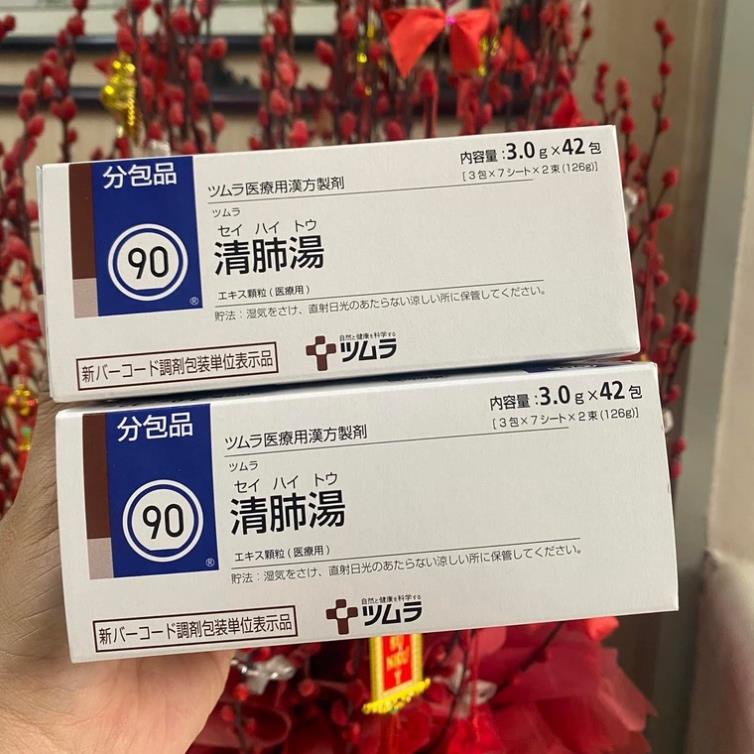 分包品
90
®
ツムラ医療用漢方製剤
内容量:3.0g×42包
[3包×7シート×2束(126g)]
ツムラ
セイ ハイ トウ
清肺湯
エキス顆粒(医療用)
貯法:湿気をさけ、直射日光のあたらない涼しい所に保管してください。
新バーコード調剤包装単位表示品
自然と健康を科学する
ツムラ
分包品
90
®
ツムラ医療用漢方製剤
内容量:3.0g×42包
[3包×7シート×2束(126g)]
ツムラ
セイ ハイ トウ
清肺湯
エキス顆粒(医療用)
貯法:湿気をさけ、直射日光のあたらない涼しい所に保管してください。
新バーコード調剤包装単位表示品
自然と健康を科学する
ツムラ